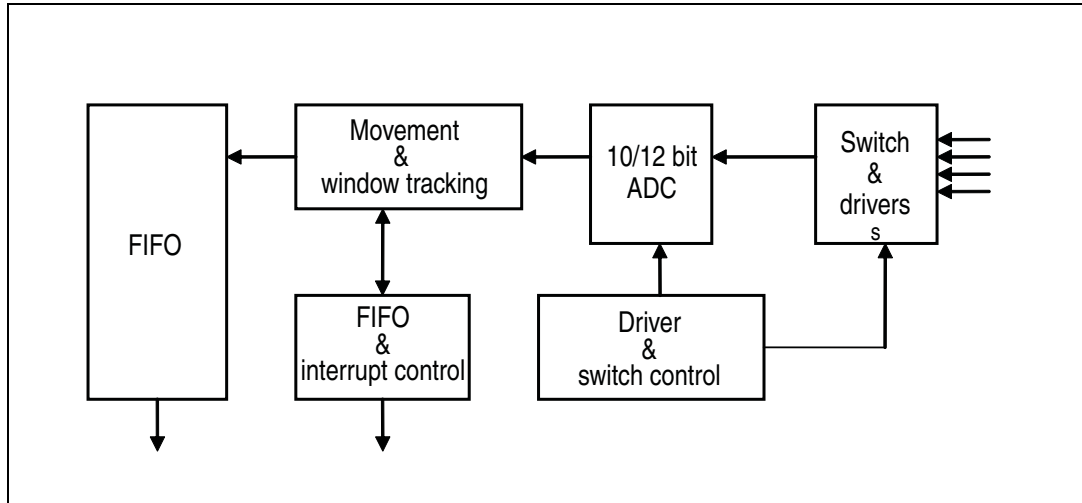 FIFO
Movement
&
window tracking
10/12 bit
ADC
Switch
&
drivers
s
FIFO
&
interrupt control
Driver
&
switch control